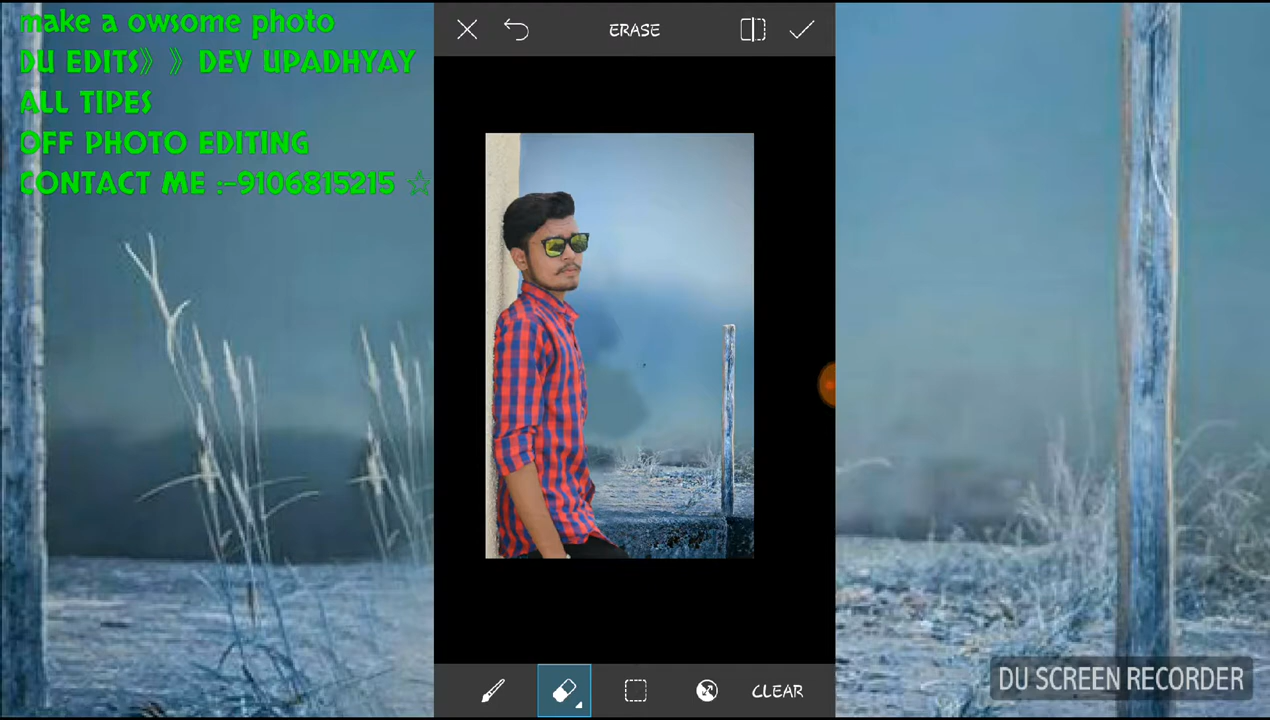 make a owsome photo
DU EDITS》 》 DEV UPADHYAY
ALL TIPES
OFF PHOTO EDITING
CONTACT ME :-9106815215 ☆
ERASE
CLEAR
DU SCREEN RECORDER